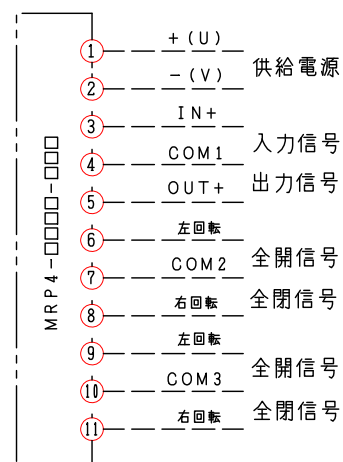 ① +(U)
供給電源
② -(V)
③ IN+
入力信号
④ COM1
出力信号
⑤ OUT+
⑥ 左回転
全開信号
⑦ COM2
全閉信号
⑧ 右回転
⑨ 左回転
全開信号
⑩ COM3
全閉信号
⑪ 右回転
MRP4-□□□□-□□□